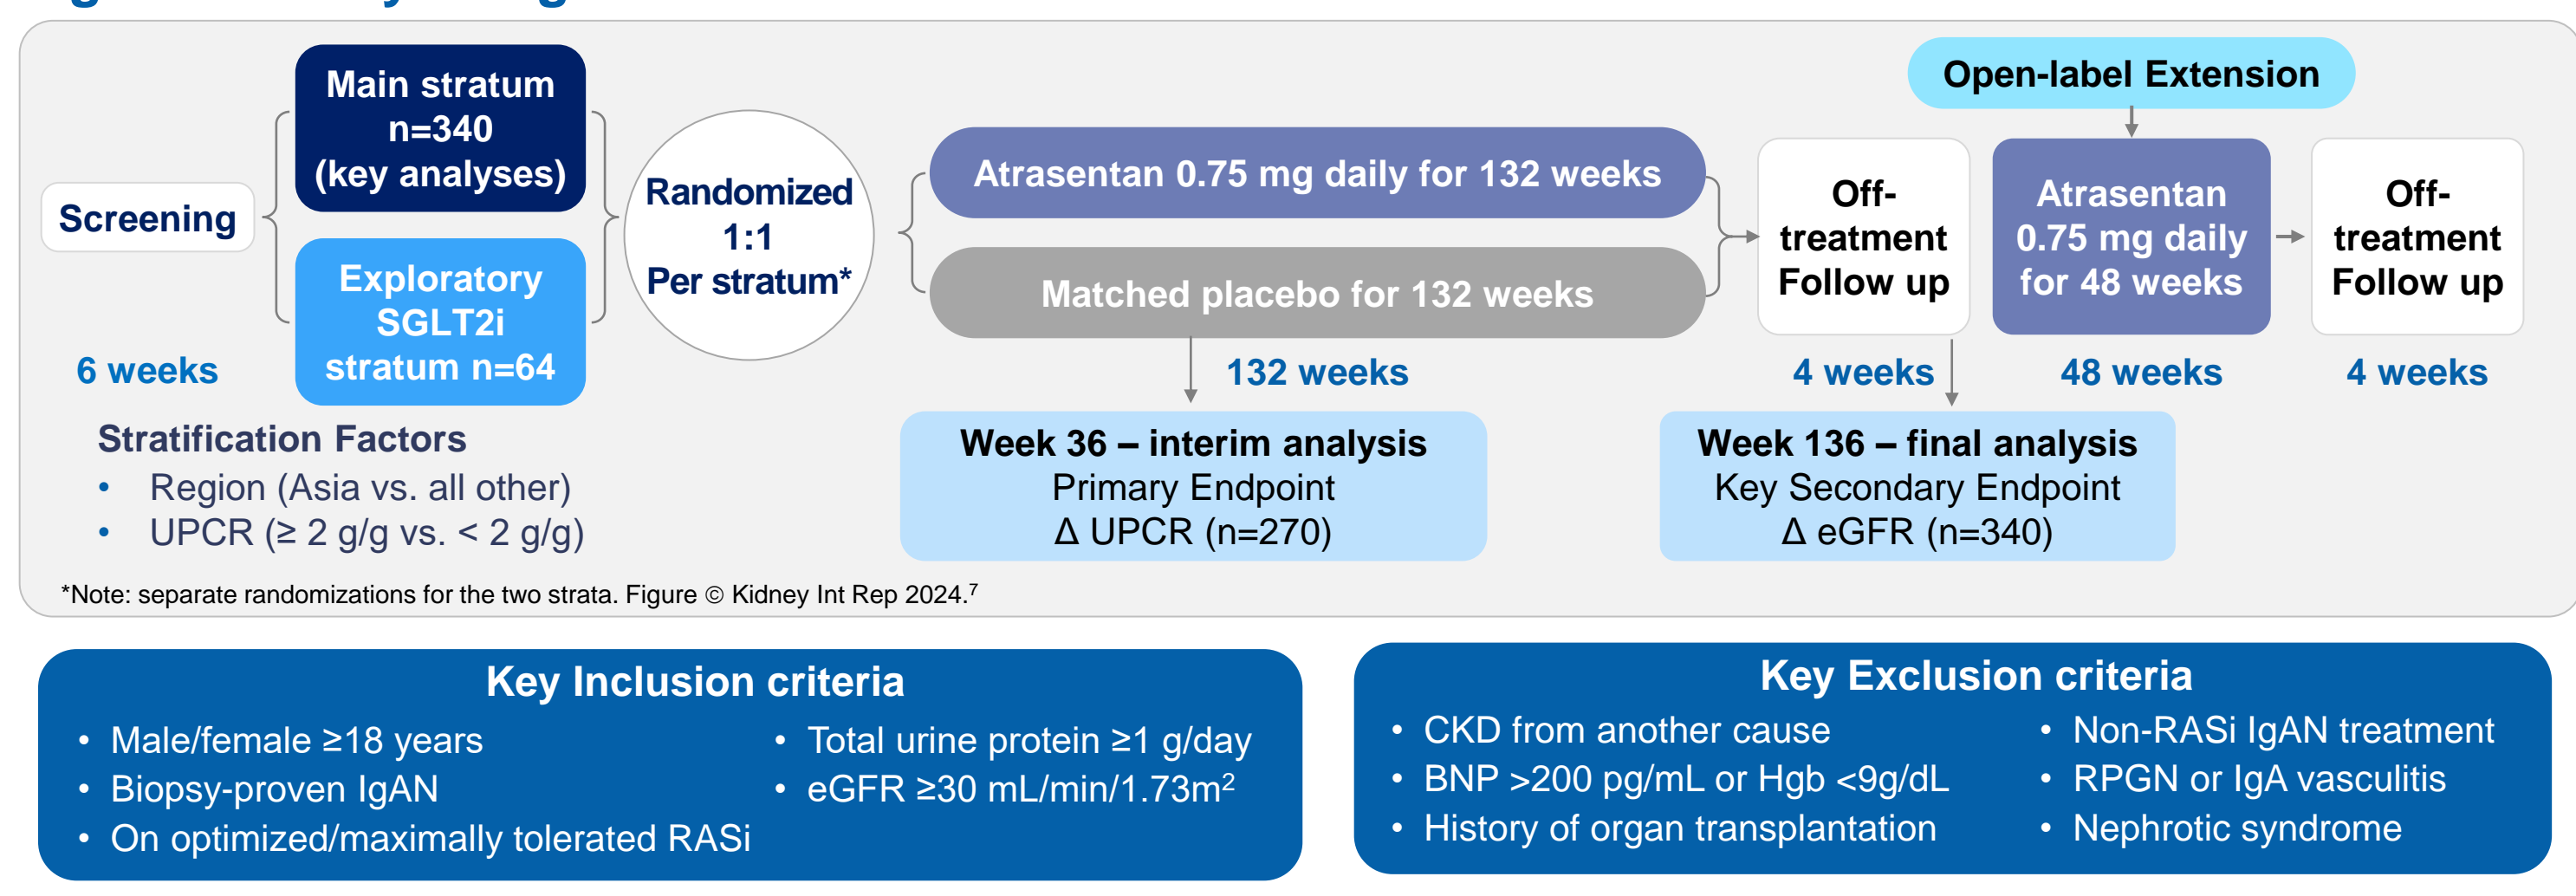 Screening
6 weeks
Main stratum
n=340
(key analyses)
Exploratory
SGLT2i
stratum n=64
Randomized
1:1
Per stratum*
Atrasentan 0.75 mg daily for 132 weeks
Matched placebo for 132 weeks
132 weeks
Open-label Extension
Off-
treatment
Follow up
4 weeks
Atrasentan
0.75 mg daily
for 48 weeks
48 weeks
Off-
treatment
Follow up
4 weeks
Stratification Factors
• Region (Asia vs. all other)
• UPCR (≥ 2 g/g vs. < 2 g/g)
Week 36 – interim analysis
Primary Endpoint
Δ UPCR (n=270)
Week 136 – final analysis
Key Secondary Endpoint
Δ eGFR (n=340)
*Note: separate randomizations for the two strata. Figure © Kidney Int Rep 2024.⁷
Key Inclusion criteria
• Male/female ≥18 years
• Biopsy-proven IgAN
• On optimized/maximally tolerated RASi
• Total urine protein ≥1 g/day
• eGFR ≥30 mL/min/1.73m²
Key Exclusion criteria
• CKD from another cause
• BNP >200 pg/mL or Hgb <9g/dL
• History of organ transplantation
• Non-RASi IgAN treatment
• RPGN or IgA vasculitis
• Nephrotic syndrome